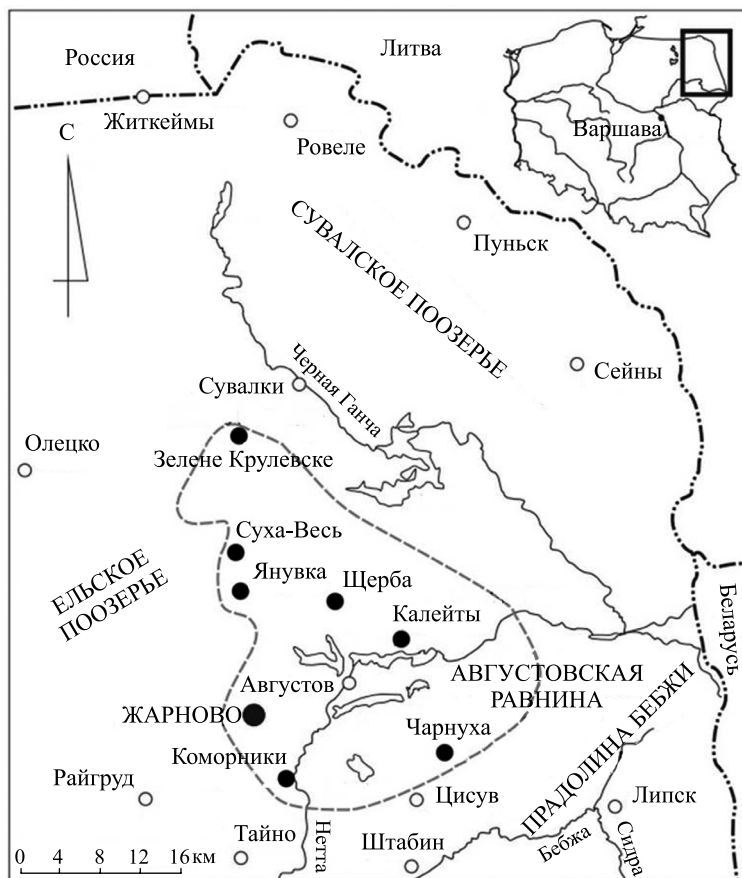 Россия
Литва
Житкеймы
Варшава
С
Ровеле
СУВАЛСКОЕ ПООЗЕРЬЕ
Пуньск
Сейны
Черная Ганча
Сувалки
Олецко
Зелене Крулевске
Суха-Весь
Янувка
Щерба
ЕЛЬСКОЕ
ПООЗЕРЬЕ
Калейты
Беларусь
Августов
АВГУСТОВСКАЯ
РАВНИНА
ЖАРНОВО
Чарнуха
ПРАДОЛИНА БЕБЖИ
Коморники
Райгруд
Цисув
Липск
Тайно
Нетта
Штабин
Бебжа
Сидра
0 4 8 12 16 км